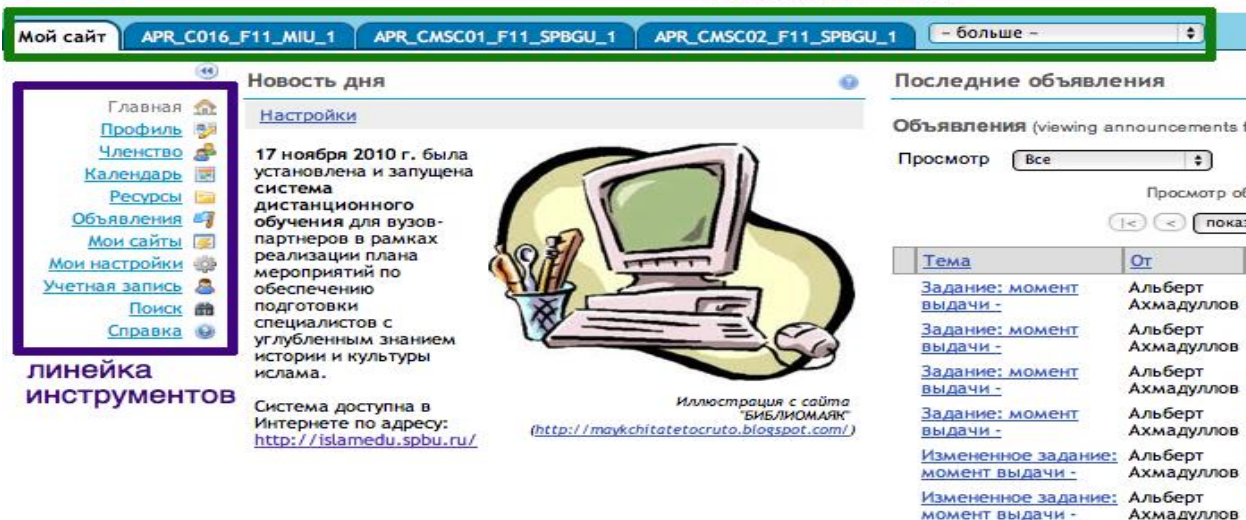 Мой сайт APR_C016_F11_MIU_1 APR_CMSC01_F11_SPBGU_1 APR_CMSC02_F11_SPBGU_1 – больше –
Главная
Профиль
Членство
Календарь
Ресурсы
Объявления
Мои сайты
Мои настройки
Учетная запись
Поиск
Справка
линейка
инструментов
Новость дня
Настройки
17 ноября 2010 г. была
установлена и запущена
система
дистанционного
обучения для вузов-
партнеров в рамках
реализации плана
мероприятий по
обеспечению
подготовки
специалистов с
углубленным знанием
истории и культуры
ислама.
Система доступна в
Интернете по адресу:
http://islamedu.spbu.ru/
Иллюстрация с сайта
"БИБЛИОМАЯК"
(http://maykchitatetocruto.blogspot.com/)
Последние объявления
Объявления (viewing announcements f
Просмотр Все
Просмотр об
|< < пока
Тема От
Задание: момент Альберт
выдачи - Ахмадуллов
Задание: момент Альберт
выдачи - Ахмадуллов
Задание: момент Альберт
выдачи - Ахмадуллов
Задание: момент Альберт
выдачи - Ахмадуллов
Измененное задание: Альберт
момент выдачи - Ахмадуллов
Измененное задание: Альберт
момент выдачи - Ахмадуллов